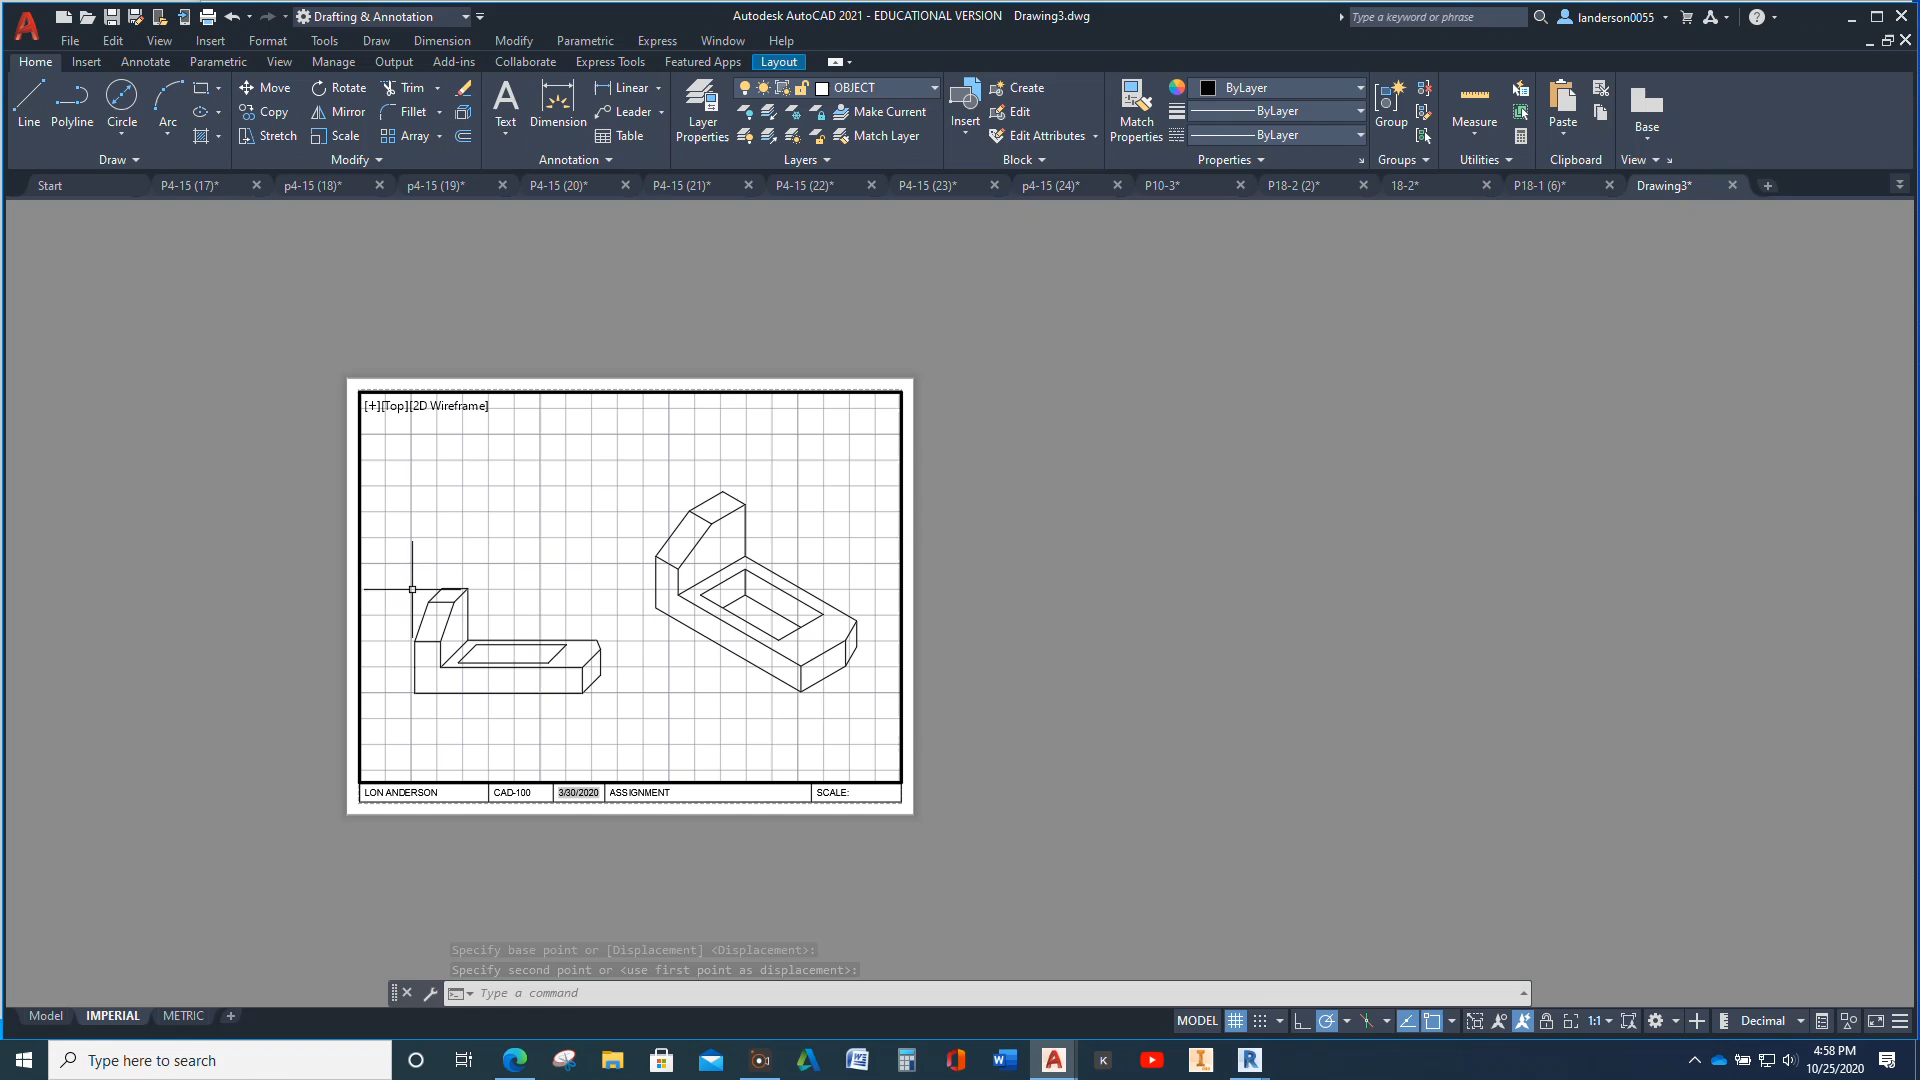 Drafting & Annotation
Autodesk AutoCAD 2021 - EDUCATIONAL VERSION Drawing3.dwg
Type a keyword or phrase
landerson0055
File Edit View Insert Format Tools Draw Dimension Modify Parametric Express Window Help
Home Insert Annotate Parametric View Manage Output Add-ins Collaborate Express Tools Featured Apps Layout
Line Polyline Circle Arc
Move Rotate Trim
Copy Mirror Fillet
Stretch Scale Array
Text Dimension
Linear
Leader
Table
Layer Properties
OBJECT
Make Current
Match Layer
Insert
Create
Edit
Edit Attributes
Match Properties
ByLayer
ByLayer
ByLayer
Group
Measure
Paste
Base
Draw Modify Annotation Layers Block Properties Groups Utilities Clipboard View
Start P4-15 (17)* p4-15 (18)* p4-15 (19)* P4-15 (20)* P4-15 (21)* P4-15 (22)* P4-15 (23)* p4-15 (24)* P10-3* P18-2 (2)* 18-2* P18-1 (6)* Drawing3*
[+][Top][2D Wireframe]
LON ANDERSON CAD-100 3/30/2020 ASSIGNMENT SCALE:
Specify base point or [Displacement] <Displacement>:
Specify second point or <use first point as displacement>:
Type a command
Model IMPERIAL METRIC
MODEL 1:1 Decimal
Type here to search
4:58 PM
10/25/2020